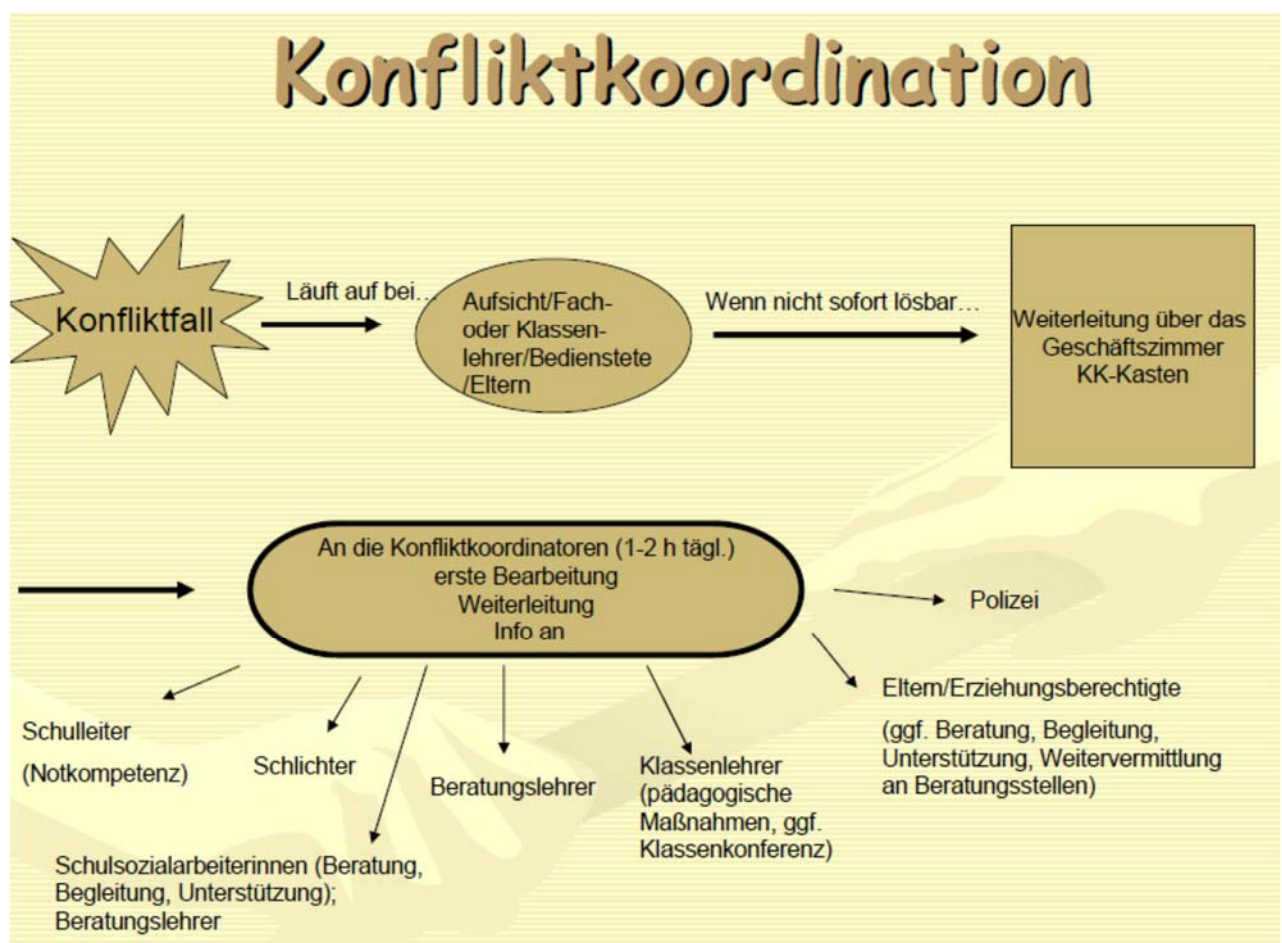 Konfliktkoordination
Konfliktfall
Läuft auf bei…
Aufsicht/Fach-
oder Klassen-
lehrer/Bedienstete
/Eltern
Wenn nicht sofort lösbar…
Weiterleitung über das
Geschäftszimmer
KK-Kasten
An die Konfliktkoordinatoren (1-2 h tägl.)
erste Bearbeitung
Weiterleitung
Info an
Polizei
Eltern/Erziehungsberechtigte
(ggf. Beratung, Begleitung,
Unterstützung, Weitervermittlung
an Beratungsstellen)
Schulleiter
(Notkompetenz)
Schlichter
Beratungslehrer
Klassenlehrer
(pädagogische
Maßnahmen, ggf.
Klassenkonferenz)
Schulsozialarbeiterinnen (Beratung,
Begleitung, Unterstützung);
Beratungslehrer